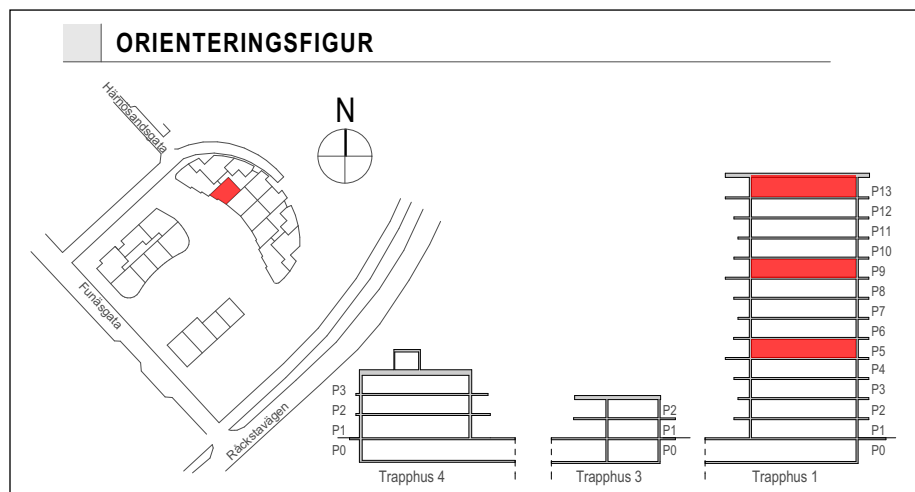 ORIENTERINGSFIGUR
Härnösandsgata
N
Funäsgata
Råckstavägen
P3
P2
P1
P0
Trapphus 4
P2
P1
P0
Trapphus 3
P13
P12
P11
P10
P9
P8
P7
P6
P5
P4
P3
P2
P1
P0
Trapphus 1